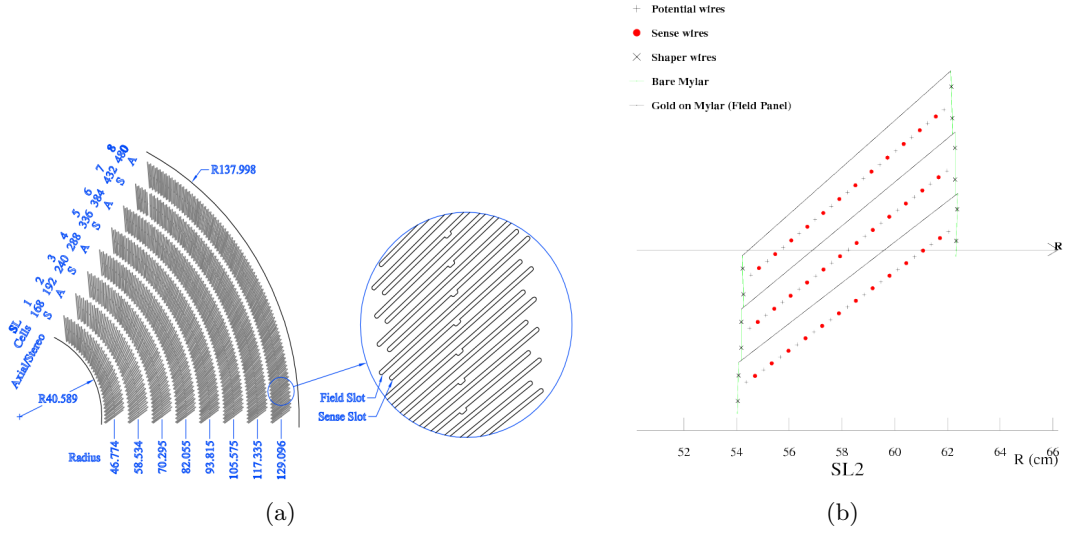 SL 1 2 3 4 5 6 7 8
Cells 168 192 240 288 336 384 432 480
Axial/Stereo S A S A S A S A
R137.998
R40.589
Field Slot
Sense Slot
Radius 46.774 58.534 70.295 82.055 93.815 105.575 117.335 129.096
(a)
Potential wires
Sense wires
Shaper wires
Bare Mylar
Gold on Mylar (Field Panel)
R
52 54 56 58 60 62 64 66
SL2
R (cm)
(b)